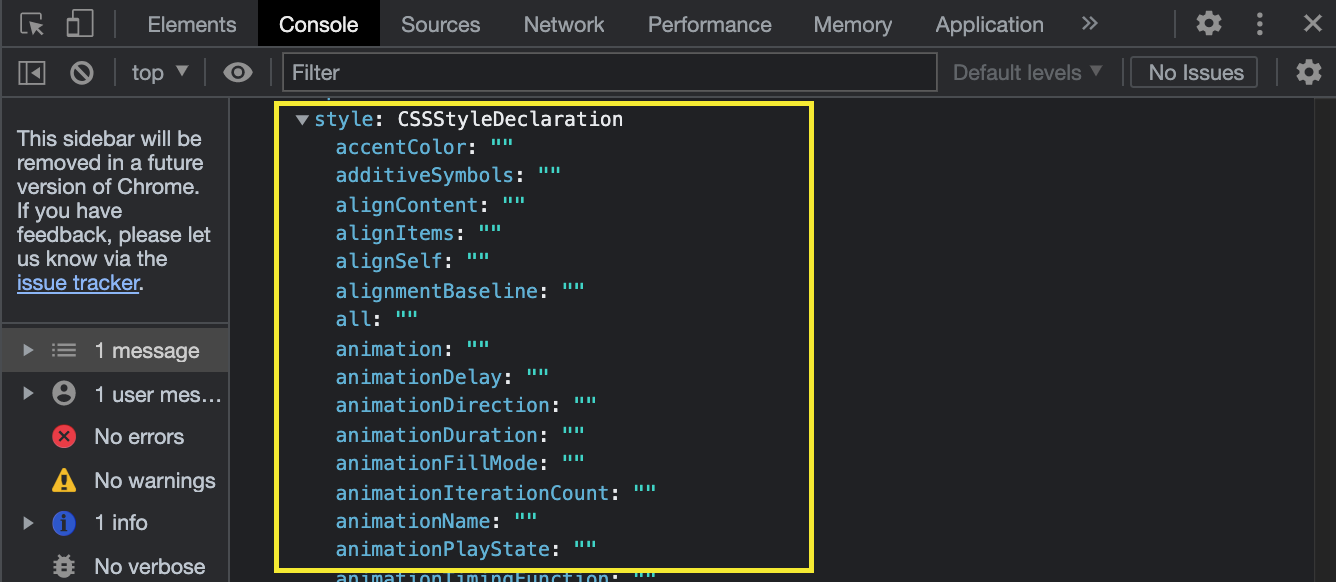 Elements Console Sources Network Performance Memory Application »
top ▼ Filter Default levels ▼ No Issues
This sidebar will be
removed in a future
version of Chrome.
If you have
feedback, please let
us know via the
issue tracker.
1 message
1 user mes…
No errors
No warnings
1 info
No verbose
▼style: CSSStyleDeclaration
accentColor: ""
additiveSymbols: ""
alignContent: ""
alignItems: ""
alignSelf: ""
alignmentBaseline: ""
all: ""
animation: ""
animationDelay: ""
animationDirection: ""
animationDuration: ""
animationFillMode: ""
animationIterationCount: ""
animationName: ""
animationPlayState: ""
animationTimingFunction: ""